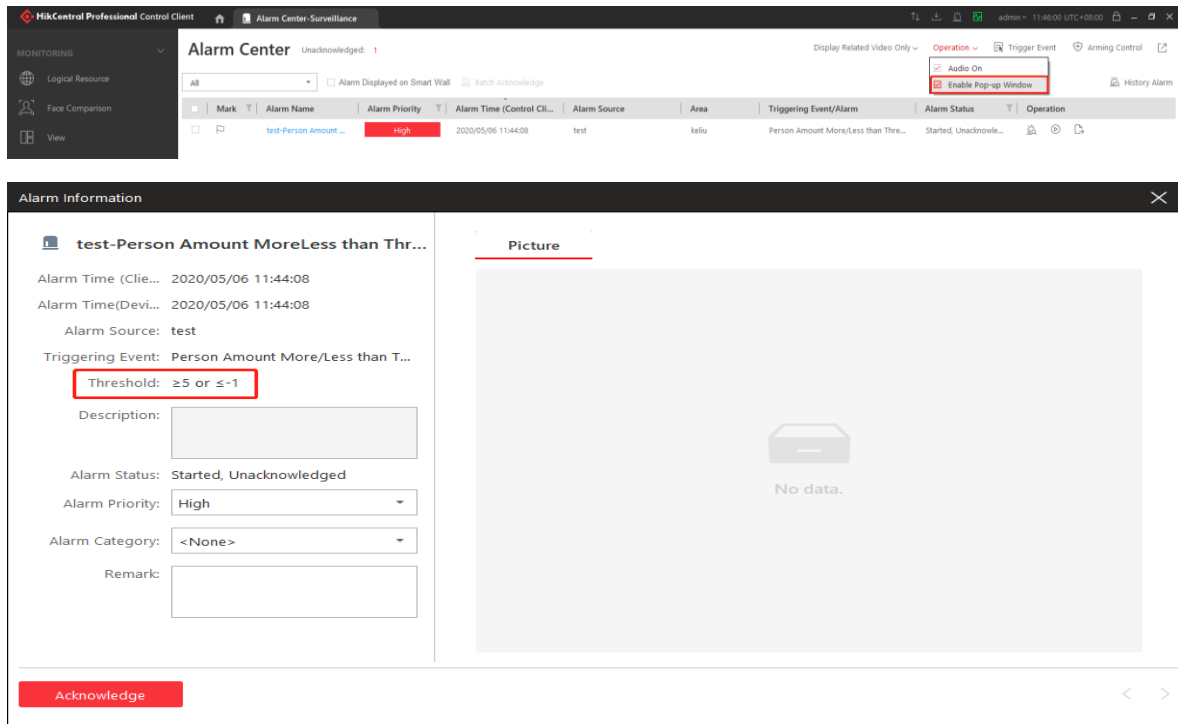 HikCentral Professional Control Client
Alarm Center-Surveillance
admin
11:46:00 UTC+08:00
MONITORING
Alarm Center
Unacknowledged: 1
Display Related Video Only
Operation
Trigger Event
Arming Control
Audio On
Enable Pop-up Window
Logical Resource
All
Alarm Displayed on Smart Wall
Batch Acknowledge
History Alarm
Face Comparison
Mark
Alarm Name
Alarm Priority
Alarm Time (Control Cli...
Alarm Source
Area
Triggering Event/Alarm
Alarm Status
Operation
View
test-Person Amount ...
High
2020/05/06 11:44:08
test
keliu
Person Amount More/Less than Thre...
Started, Unacknowle...
Alarm Information
test-Person Amount MoreLess than Thr...
Picture
Alarm Time (Clie... 2020/05/06 11:44:08
Alarm Time(Devi... 2020/05/06 11:44:08
Alarm Source: test
Triggering Event: Person Amount More/Less than T...
Threshold: ≥5 or ≤-1
Description:
Alarm Status: Started, Unacknowledged
Alarm Priority: High
Alarm Category: <None>
Remark:
No data.
Acknowledge